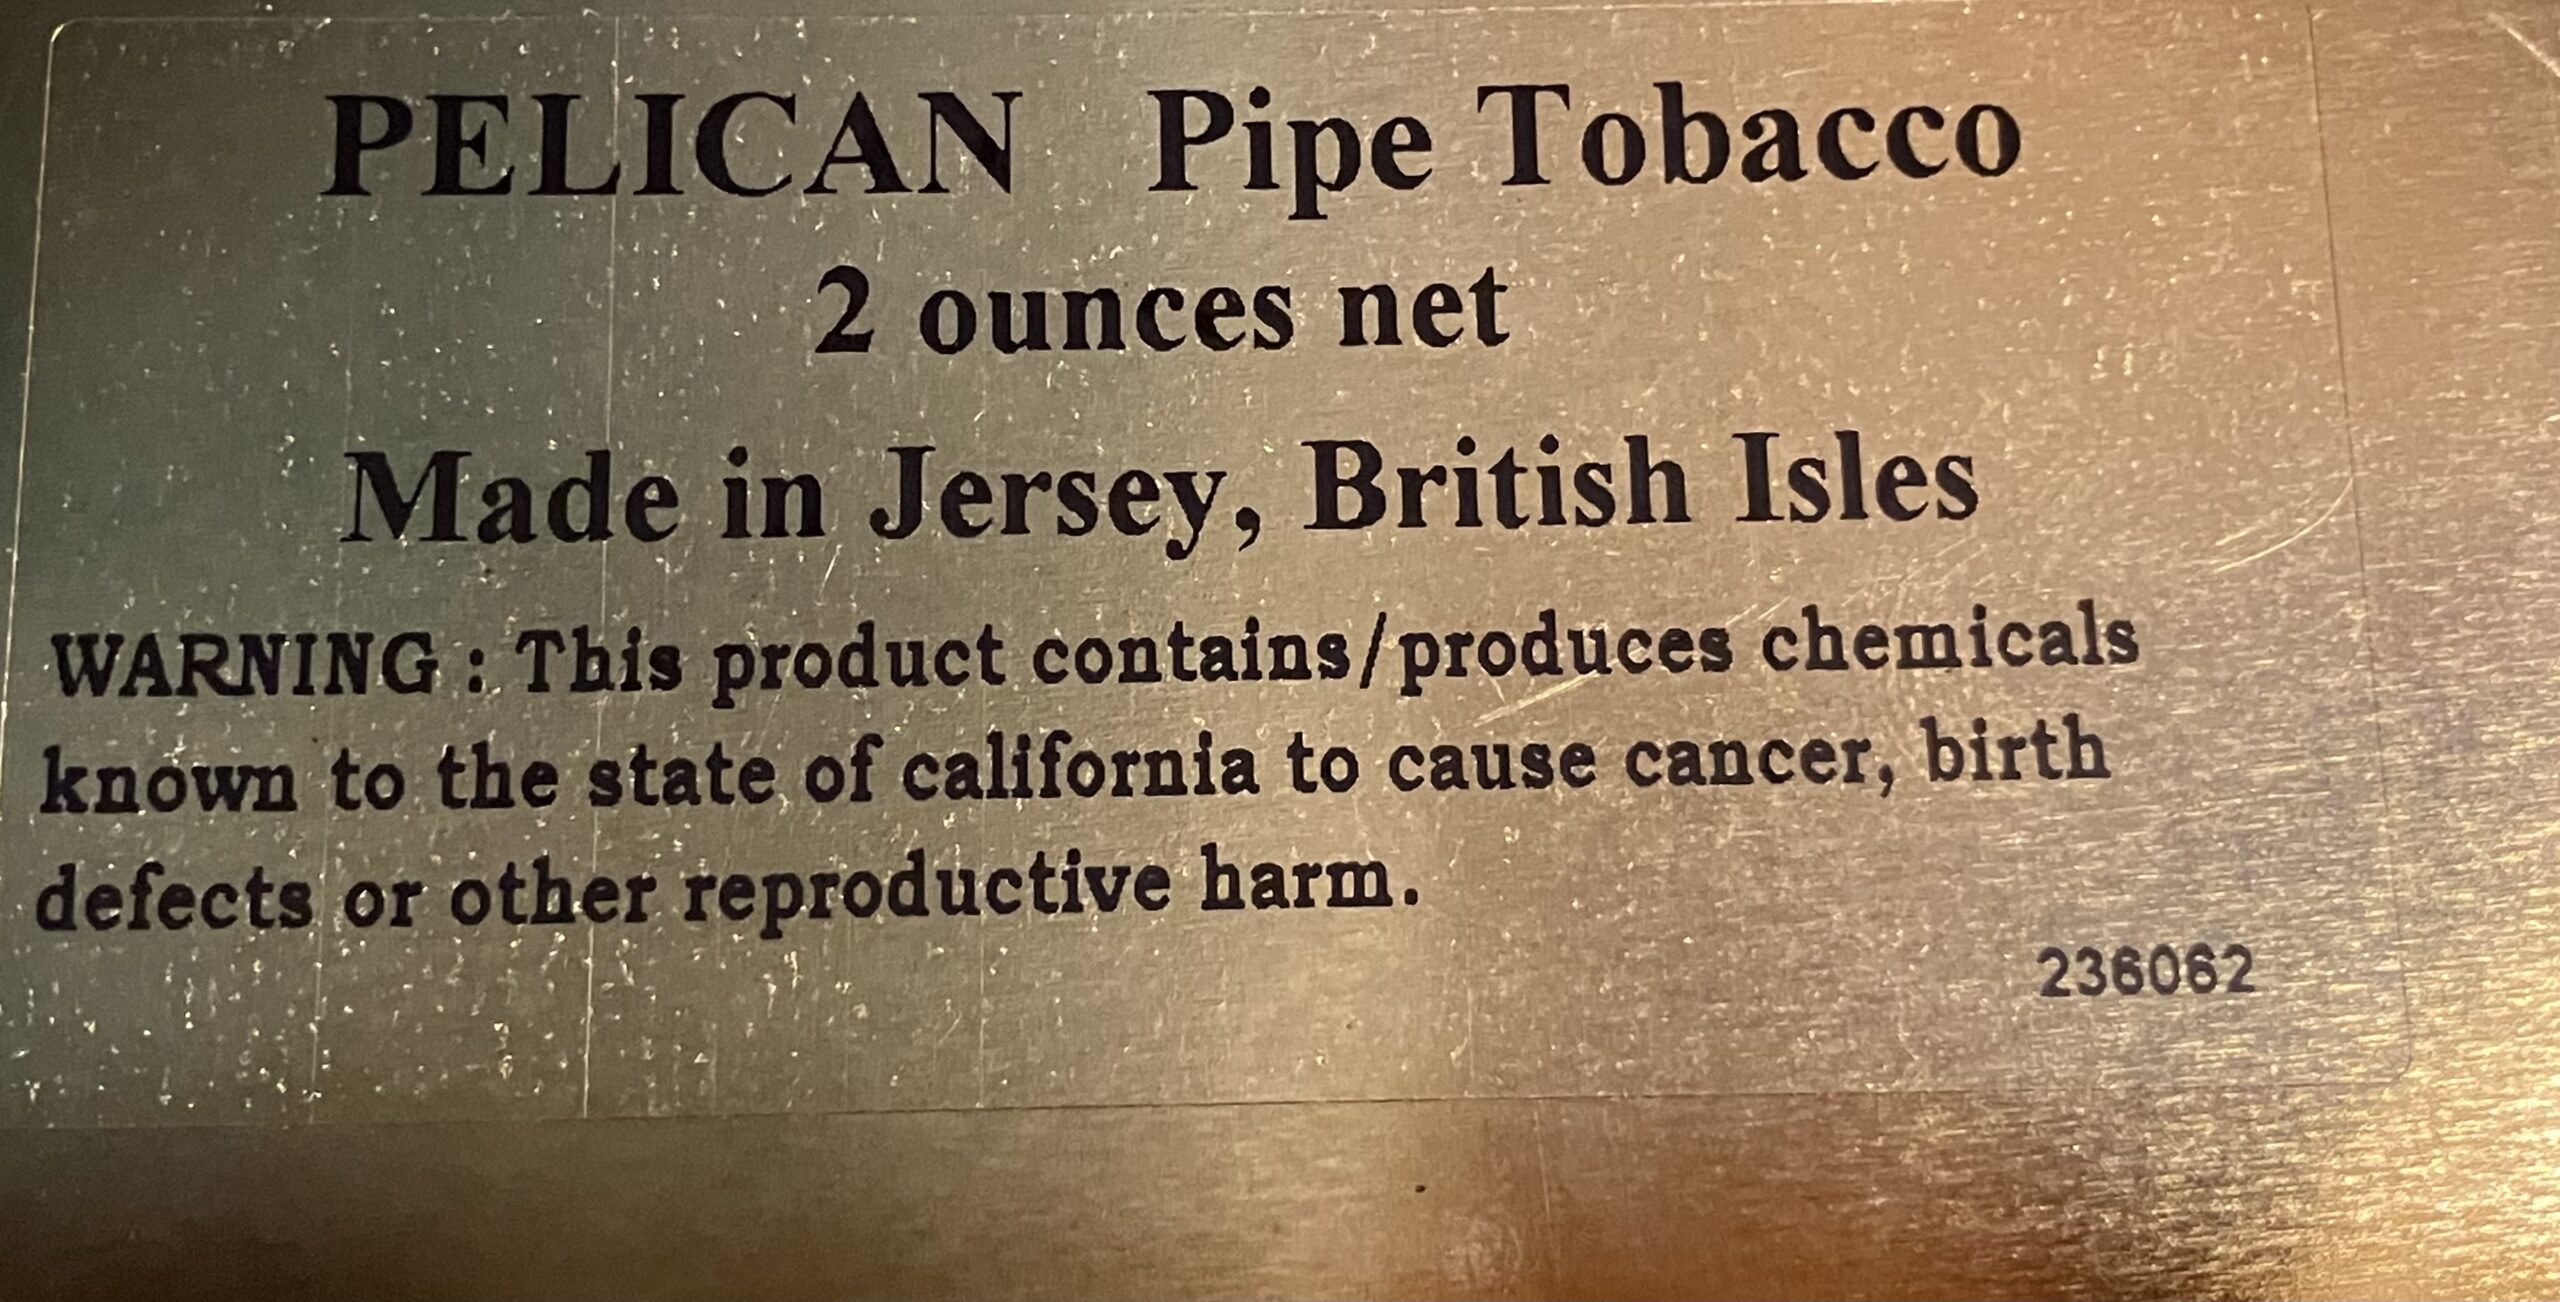 PELICAN Pipe Tobacco
2 ounces net
Made in Jersey, British Isles
WARNING : This product contains/produces chemicals
known to the state of california to cause cancer, birth
defects or other reproductive harm.
236062